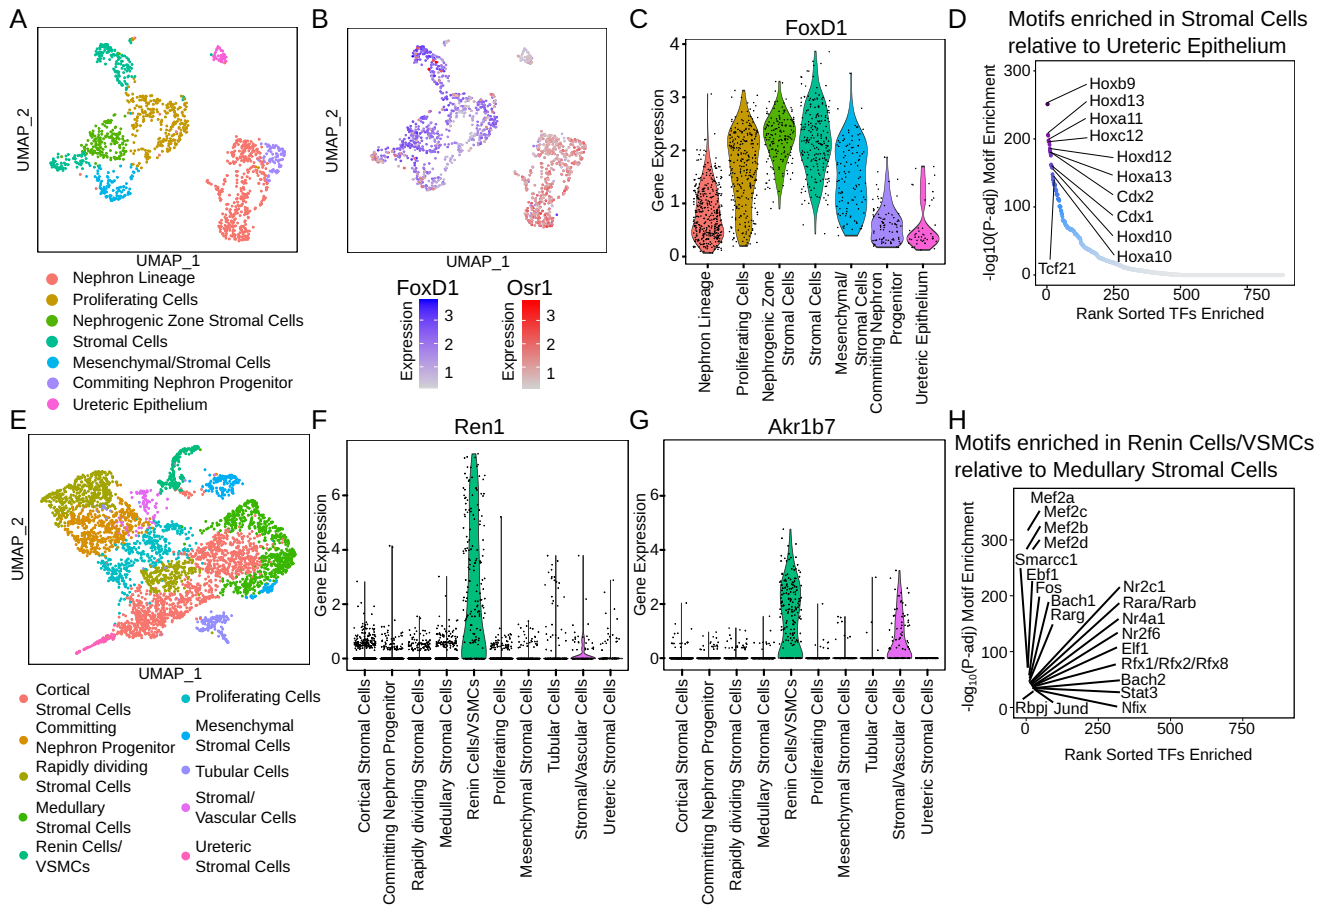 A
UMAP_2
UMAP_1
Nephron Lineage
Proliferating Cells
Nephrogenic Zone Stromal Cells
Stromal Cells
Mesenchymal/Stromal Cells
Commiting Nephron Progenitor
Ureteric Epithelium
B
UMAP_2
UMAP_1
FoxD1
Expression
3
2
1
Osr1
Expression
3
2
1
C
FoxD1
Gene Expression
4
3
2
1
0
Nephron Lineage
Proliferating Cells
Nephrogenic Zone
Stromal Cells
Stromal Cells
Mesenchymal/
Stromal Cells
Commiting Nephron
Progenitor
Ureteric Epithelium
D
Motifs enriched in Stromal Cells
relative to Ureteric Epithelium
-log10(P-adj) Motif Enrichment
300
200
100
0
Hoxb9
Hoxd13
Hoxa11
Hoxc12
Hoxd12
Hoxa13
Cdx2
Cdx1
Hoxd10
Hoxa10
Tcf21
0
250
500
750
Rank Sorted TFs Enriched
E
UMAP_2
UMAP_1
Cortical
Stromal Cells
Committing
Nephron Progenitor
Rapidly dividing
Stromal Cells
Medullary
Stromal Cells
Renin Cells/
VSMCs
Proliferating Cells
Mesenchymal
Stromal Cells
Tubular Cells
Stromal/
Vascular Cells
Ureteric
Stromal Cells
F
Ren1
Gene Expression
6
4
2
0
Cortical Stromal Cells
Committing Nephron Progenitor
Rapidly dividing Stromal Cells
Medullary Stromal Cells
Renin Cells/VSMCs
Proliferating Cells
Mesenchymal Stromal Cells
Tubular Cells
Stromal/Vascular Cells
Ureteric Stromal Cells
G
Akr1b7
Gene Expression
6
4
2
0
Cortical Stromal Cells
Committing Nephron Progenitor
Rapidly dividing Stromal Cells
Medullary Stromal Cells
Renin Cells/VSMCs
Proliferating Cells
Mesenchymal Stromal Cells
Tubular Cells
Stromal/Vascular Cells
Ureteric Stromal Cells
H
Motifs enriched in Renin Cells/VSMCs
relative to Medullary Stromal Cells
-log10(P-adj) Motif Enrichment
300
200
100
0
Mef2a
Mef2c
Mef2b
Mef2d
Smarcc1
Ebf1
Fos
Bach1
Rarg
Nr2c1
Rara/Rarb
Nr4a1
Nr2f6
Elf1
Rfx1/Rfx2/Rfx8
Bach2
Stat3
Nfix
Rbpj
Jund
0
250
500
750
Rank Sorted TFs Enriched